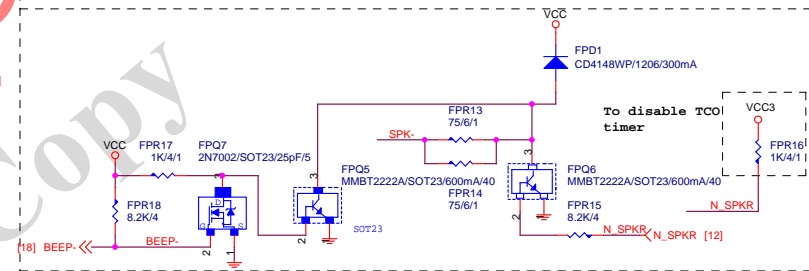 VCC
FPD1
CD4148WP/1206/300mA
To disable TCO
timer
VCC3
FPR16
1K/4/1
FPR13
75/6/1
SPK-
VCC
FPR17
1K/4/1
FPQ7
2N7002/SOT23/25pF/5
3
D
G
S
2
1
FPR18
8.2K/4
FPQ5
MMBT2222A/SOT23/600mA/40
3
2
SOT23
FPR14
75/6/1
FPQ6
MMBT2222A/SOT23/600mA/40
3
2
FPR15
8.2K/4
N_SPKR
N_SPKR
N_SPKR [12]
[18] BEEP-
BEEP-
Copy